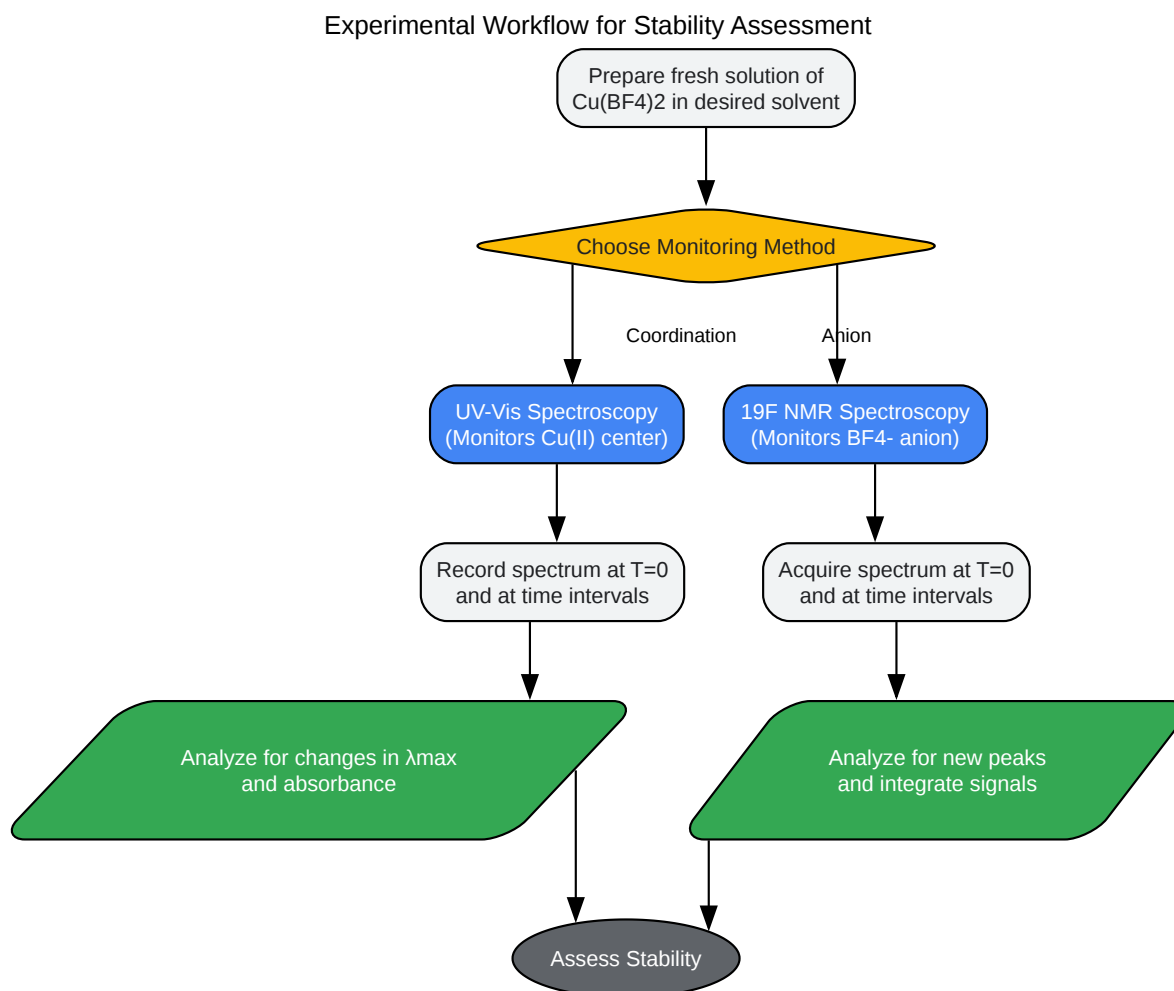 Experimental Workflow for Stability Assessment
Prepare fresh solution of
Cu(BF4)2 in desired solvent
Choose Monitoring Method
Coordination
Anion
UV-Vis Spectroscopy
(Monitors Cu(II) center)
19F NMR Spectroscopy
(Monitors BF4- anion)
Record spectrum at T=0
and at time intervals
Acquire spectrum at T=0
and at time intervals
Analyze for changes in λmax
and absorbance
Analyze for new peaks
and integrate signals
Assess Stability